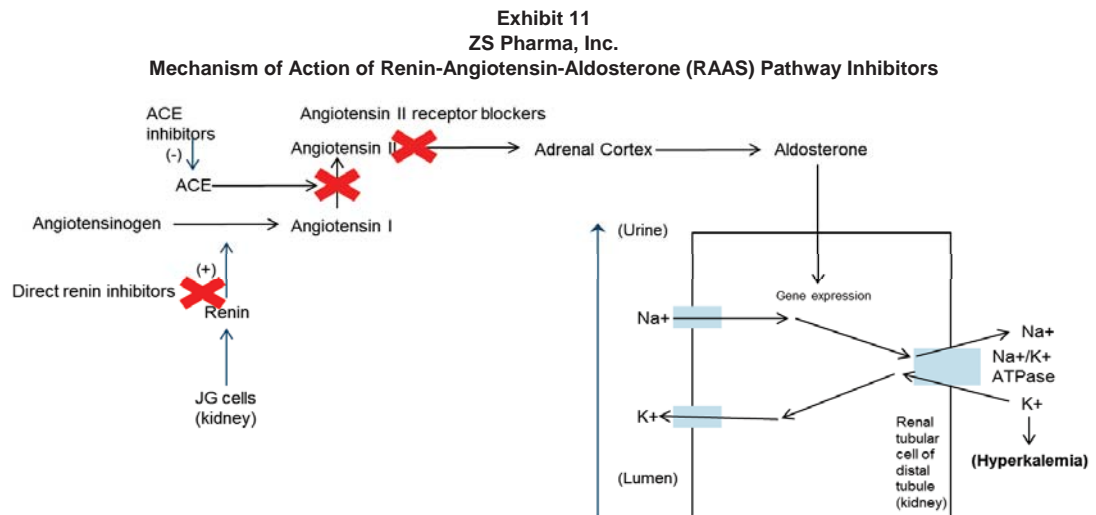 Exhibit 11
ZS Pharma, Inc.
Mechanism of Action of Renin-Angiotensin-Aldosterone (RAAS) Pathway Inhibitors
ACE
inhibitors
(-)
ACE
Angiotensin II receptor blockers
Angiotensin II
Adrenal Cortex
Aldosterone
Angiotensinogen
Angiotensin I
(+)
Direct renin inhibitors
Renin
JG cells
(kidney)
(Urine)
Gene expression
Na+
Na+
Na+/K+
ATPase
K+
K+
(Hyperkalemia)
Renal
tubular
cell of
distal
tubule
(kidney)
(Lumen)